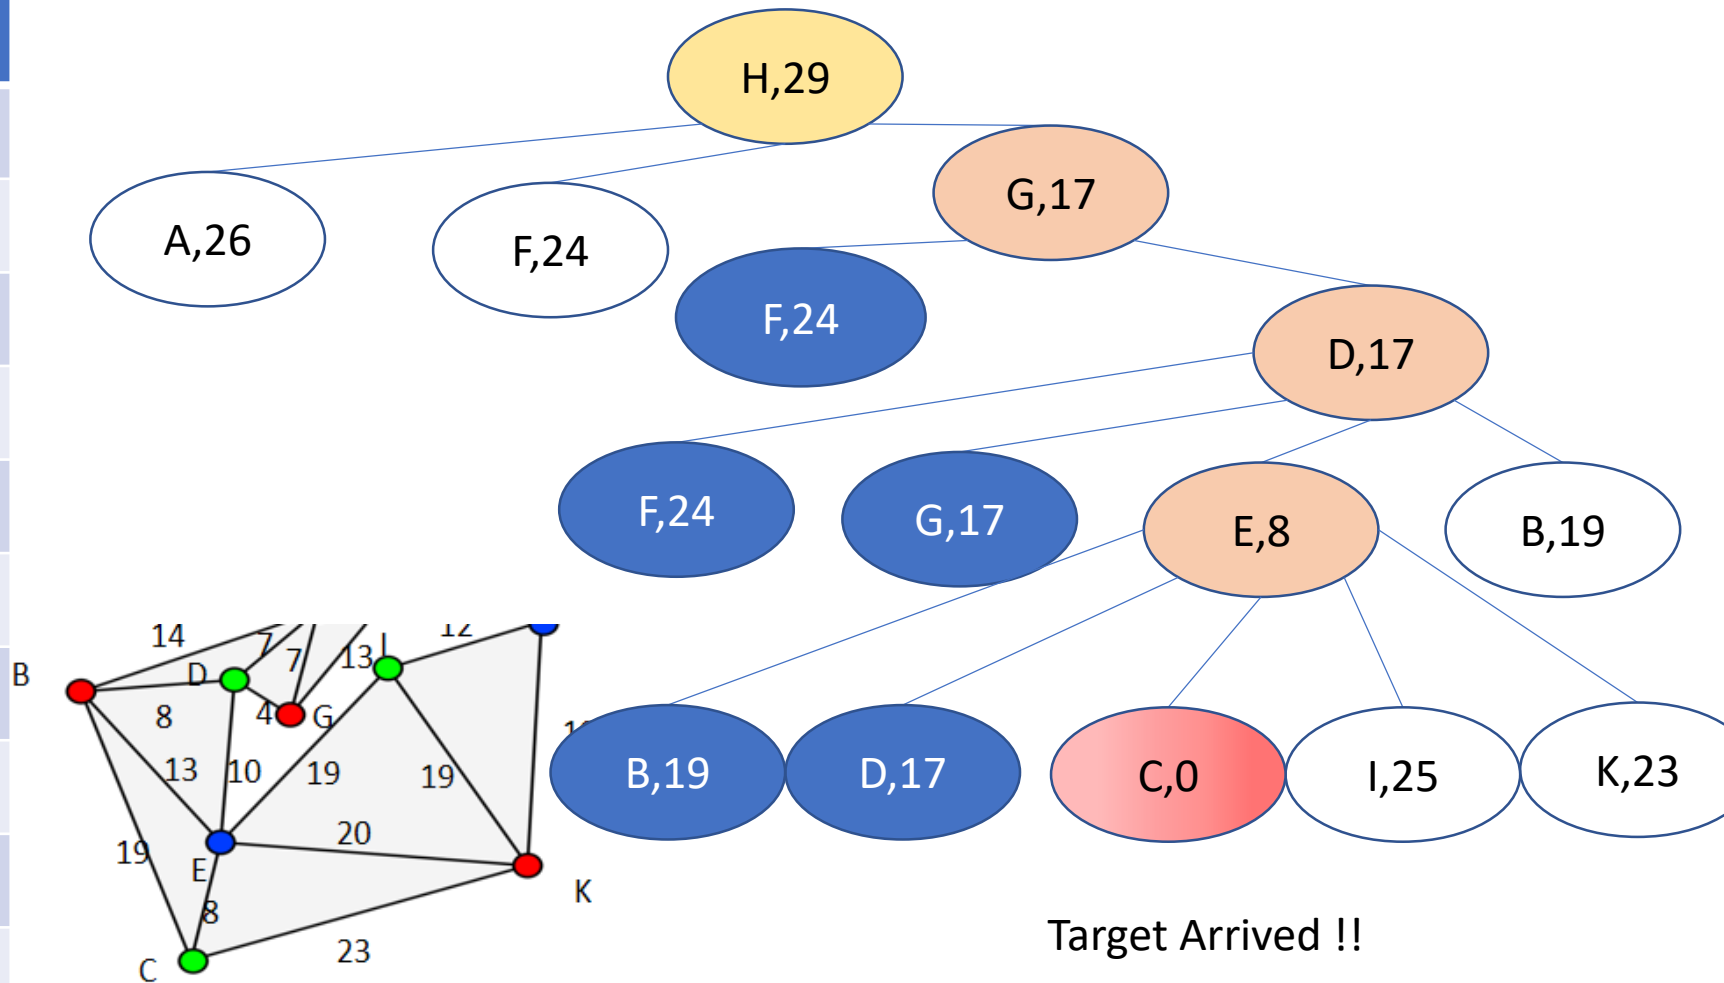 H,29
G,17
A,26
F,24
F,24
D,17
F,24
G,17
E,8
B,19
14
7
7
13
12
B
D
8
4
G
13
10
19
19
B,19
D,17
C,0
I,25
K,23
20
19
E
K
8
23
C
Target Arrived !!